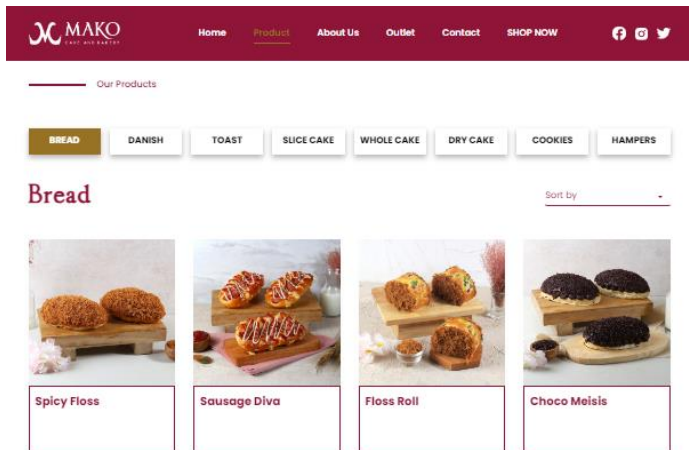 MAKO
CAKE AND BAKERY
Home Product About Us Outlet Contact SHOP NOW
Our Products
BREAD DANISH TOAST SLICE CAKE WHOLE CAKE DRY CAKE COOKIES HAMPERS
Bread
Sort by
Spicy Floss Sausage Diva Floss Roll Choco Meisis